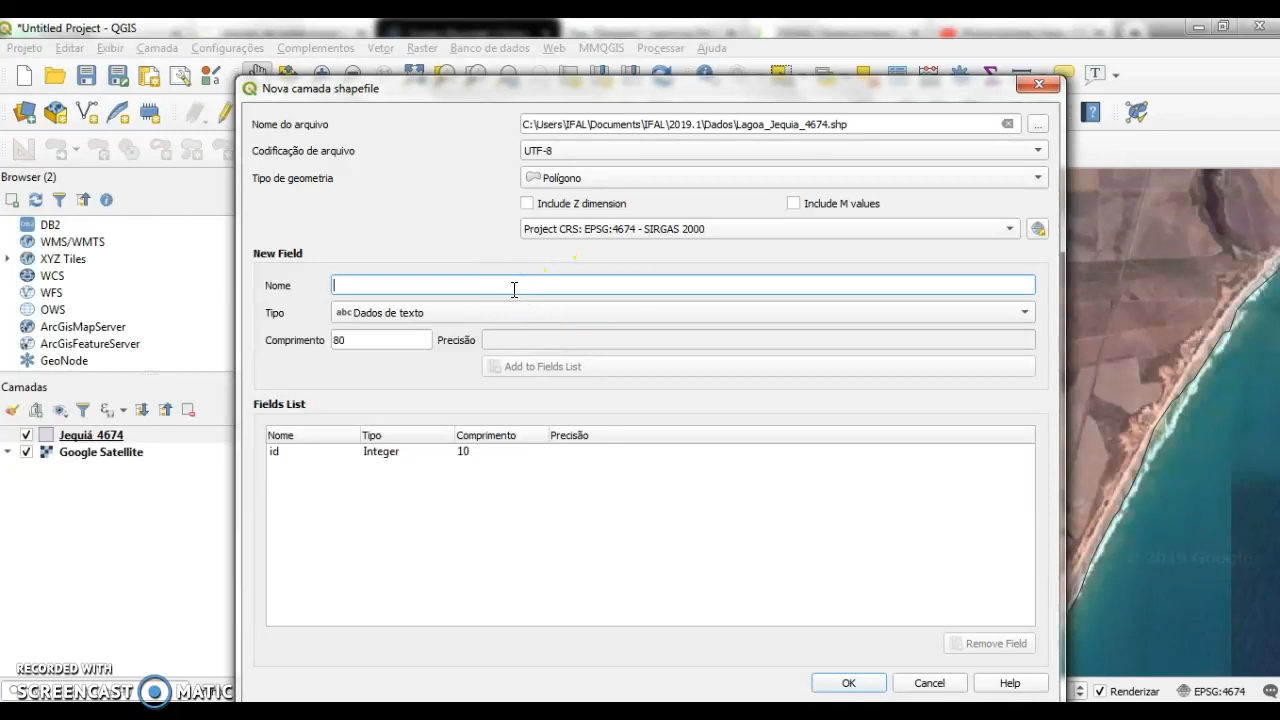 *Untitled Project - QGIS
Projeto Editar Exibir Camada Configurações Complementos Vetor Raster Banco de dados Web MMQGIS Processar Ajuda
Nova camada shapefile
Nome do arquivo C:\Users\IFAL\Documents\IFAL\2019.1\Dados\Lagoa_Jequia_4674.shp ...
Codificação de arquivo UTF-8
Tipo de geometria Polígono
Include Z dimension Include M values
Project CRS: EPSG:4674 - SIRGAS 2000
New Field
Nome
Tipo abc Dados de texto
Comprimento 80 Precisão
Add to Fields List
Fields List
Nome Tipo Comprimento Precisão
id Integer 10
Remove Field
OK Cancel Help
Browser (2)
DB2
WMS/WMTS
XYZ Tiles
WCS
WFS
OWS
ArcGisMapServer
ArcGisFeatureServer
GeoNode
Camadas
Jequiá_4674
Google Satellite
© 2019 Google
RECORDED WITH
SCREENCAST MATIC
Renderizar EPSG:4674